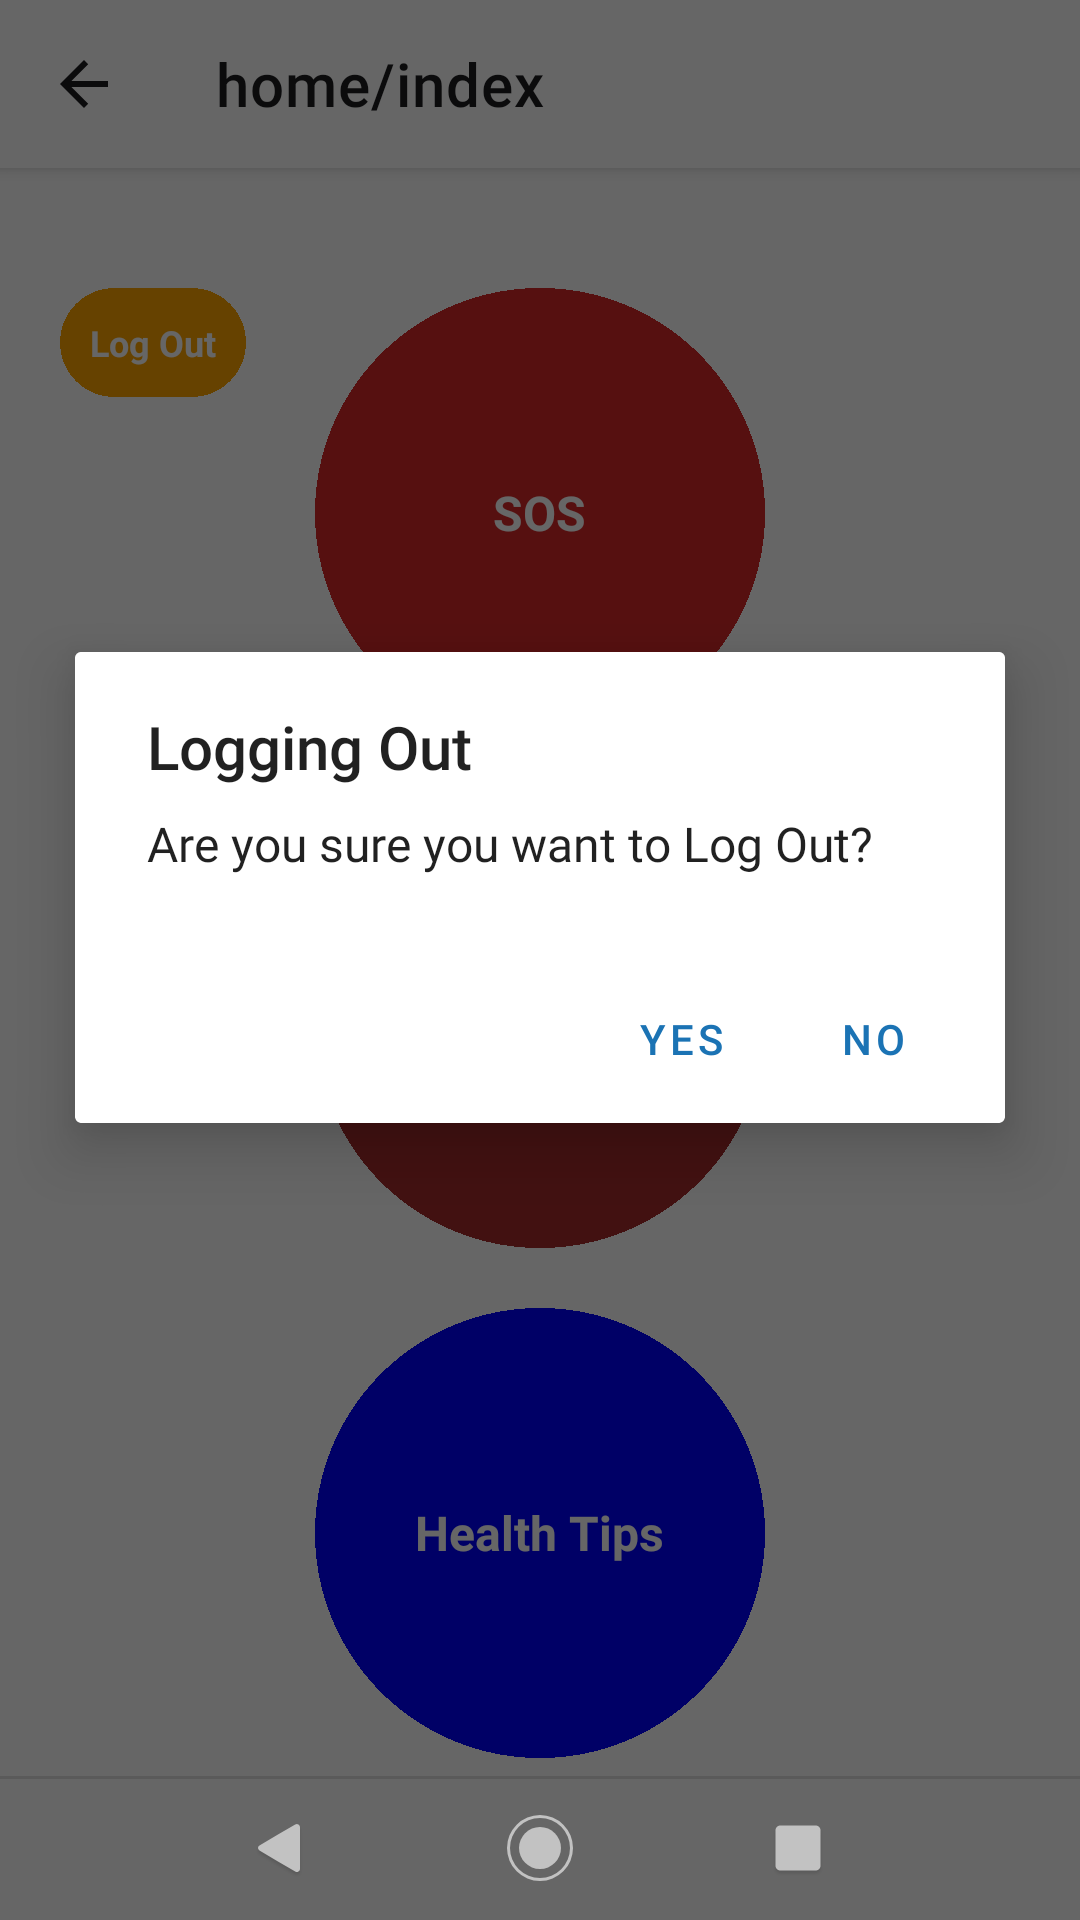 home/index
Log Out
SOS
Logging Out
Are you sure you want to Log Out?
YES NO
Health Tips